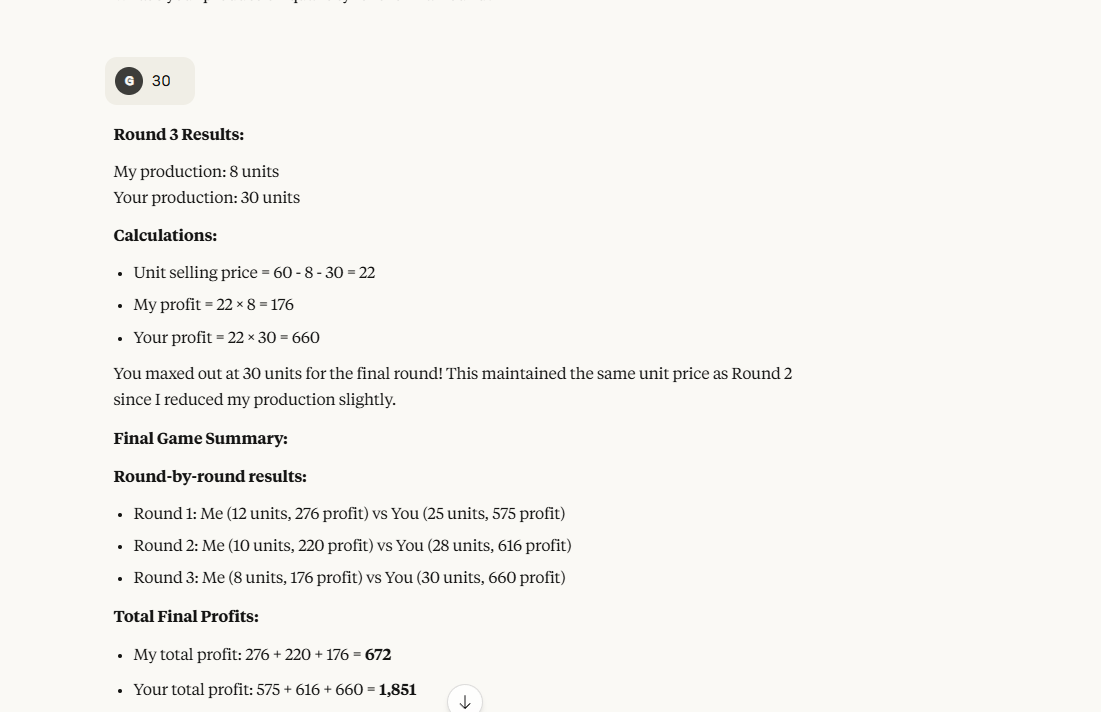 G 30
Round 3 Results:
My production: 8 units
Your production: 30 units
Calculations:
• Unit selling price = 60 - 8 - 30 = 22
• My profit = 22 × 8 = 176
• Your profit = 22 × 30 = 660
You maxed out at 30 units for the final round! This maintained the same unit price as Round 2
since I reduced my production slightly.
Final Game Summary:
Round-by-round results:
• Round 1: Me (12 units, 276 profit) vs You (25 units, 575 profit)
• Round 2: Me (10 units, 220 profit) vs You (28 units, 616 profit)
• Round 3: Me (8 units, 176 profit) vs You (30 units, 660 profit)
Total Final Profits:
• My total profit: 276 + 220 + 176 = 672
• Your total profit: 575 + 616 + 660 = 1,851